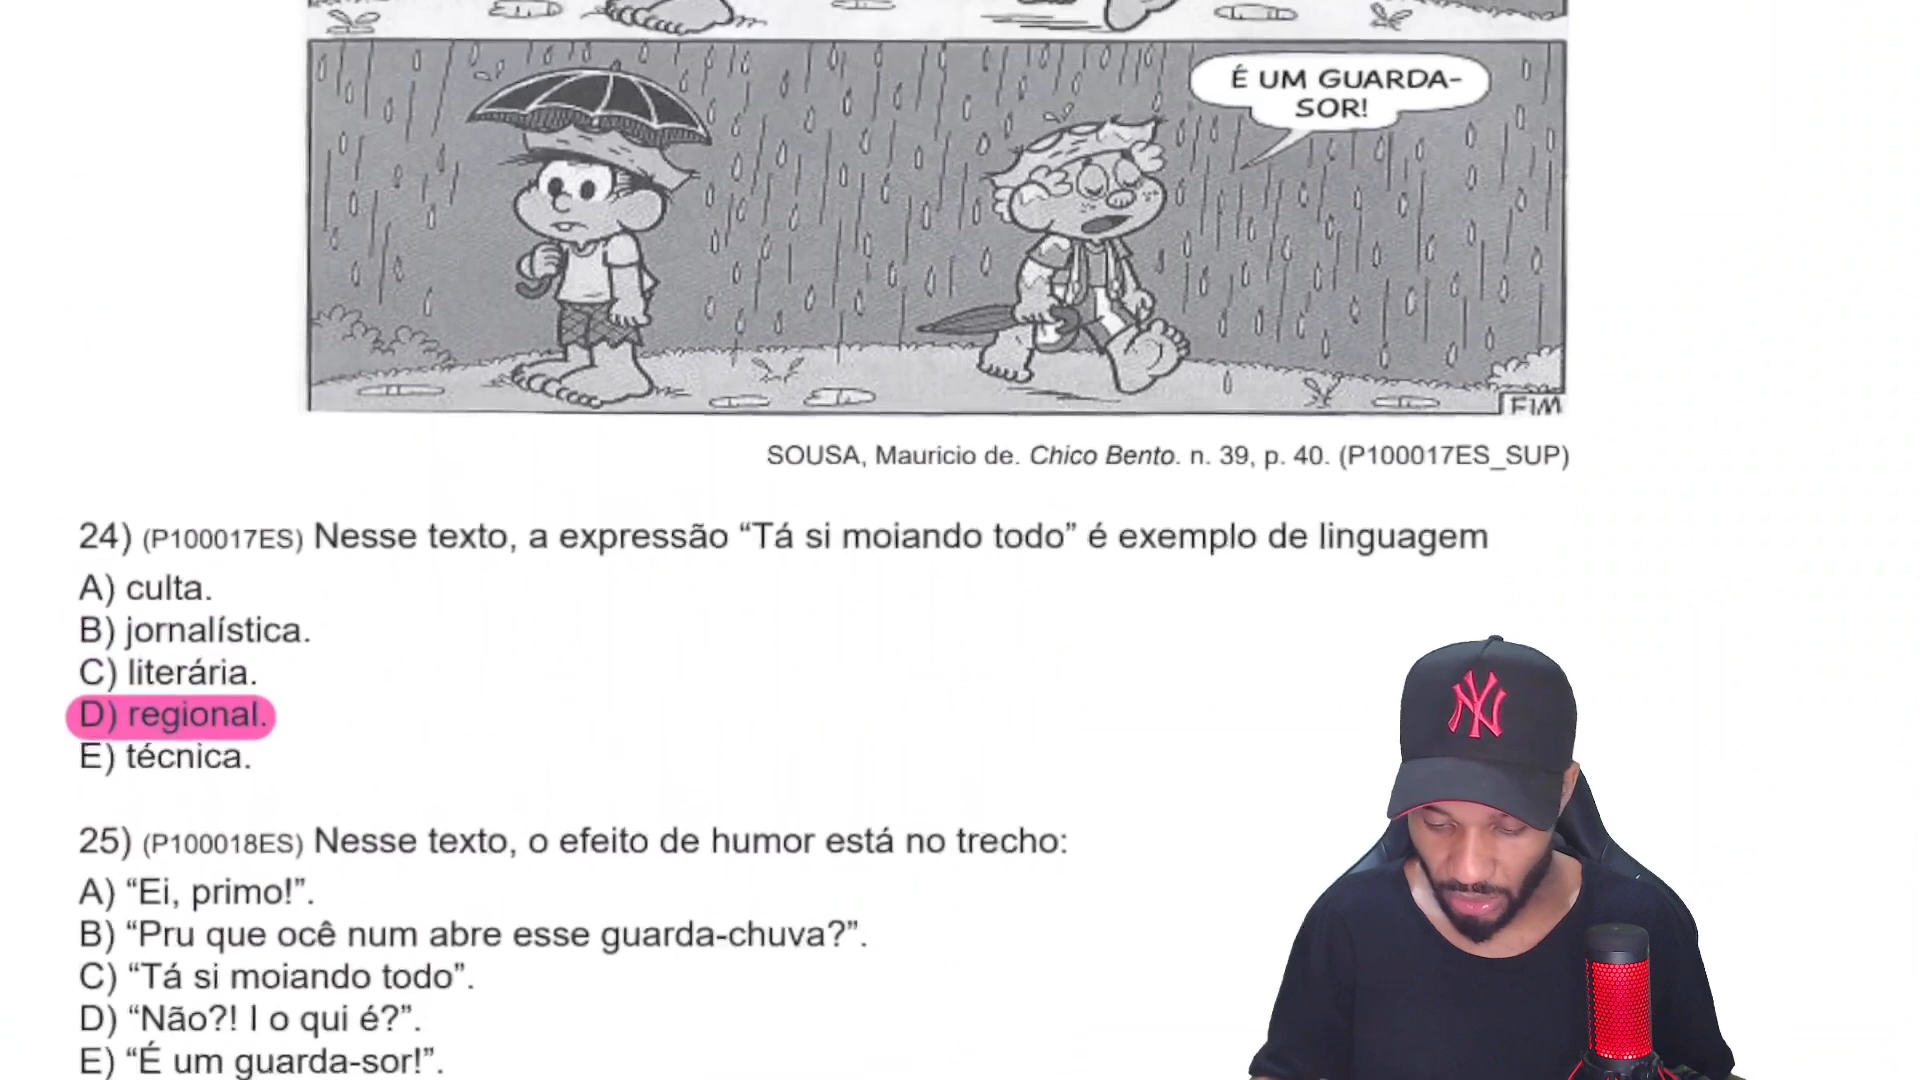 É UM GUARDA-
SOR!
FIM
SOUSA, Mauricio de. Chico Bento. n. 39, p. 40. (P100017ES_SUP)
24) (P100017ES) Nesse texto, a expressão “Tá si moiando todo” é exemplo de linguagem
A) culta.
B) jornalística.
C) literária.
D) regional.
E) técnica.
25) (P100018ES) Nesse texto, o efeito de humor está no trecho:
A) “Ei, primo!”.
B) “Pru que ocê num abre esse guarda-chuva?”.
C) “Tá si moiando todo”.
D) “Não?! I o qui é?”.
E) “É um guarda-sor!”.
NY